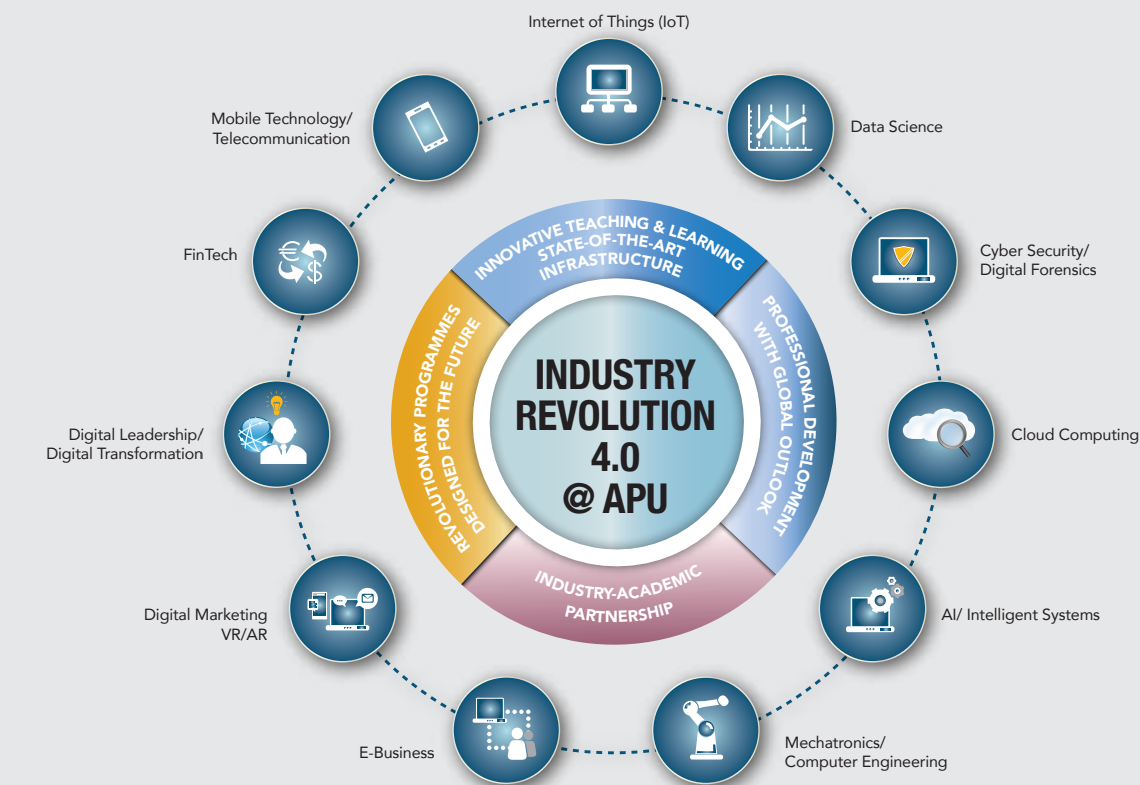 Internet of Things (IoT)
Mobile Technology/
Telecommunication
Data Science
FinTech
Cyber Security/
Digital Forensics
INNOVATIVE TEACHING & LEARNING
STATE-OF-THE-ART
INFRASTRUCTURE
REVOLUTIONARY PROGRAMMES
DESIGNED FOR THE FUTURE
PROFESSIONAL DEVELOPMENT
WITH GLOBAL OUTLOOK
INDUSTRY
REVOLUTION
4.0
@ APU
INDUSTRY-ACADEMIC
PARTNERSHIP
Digital Leadership/
Digital Transformation
Cloud Computing
Digital Marketing
VR/AR
AI/ Intelligent Systems
E-Business
Mechatronics/
Computer Engineering